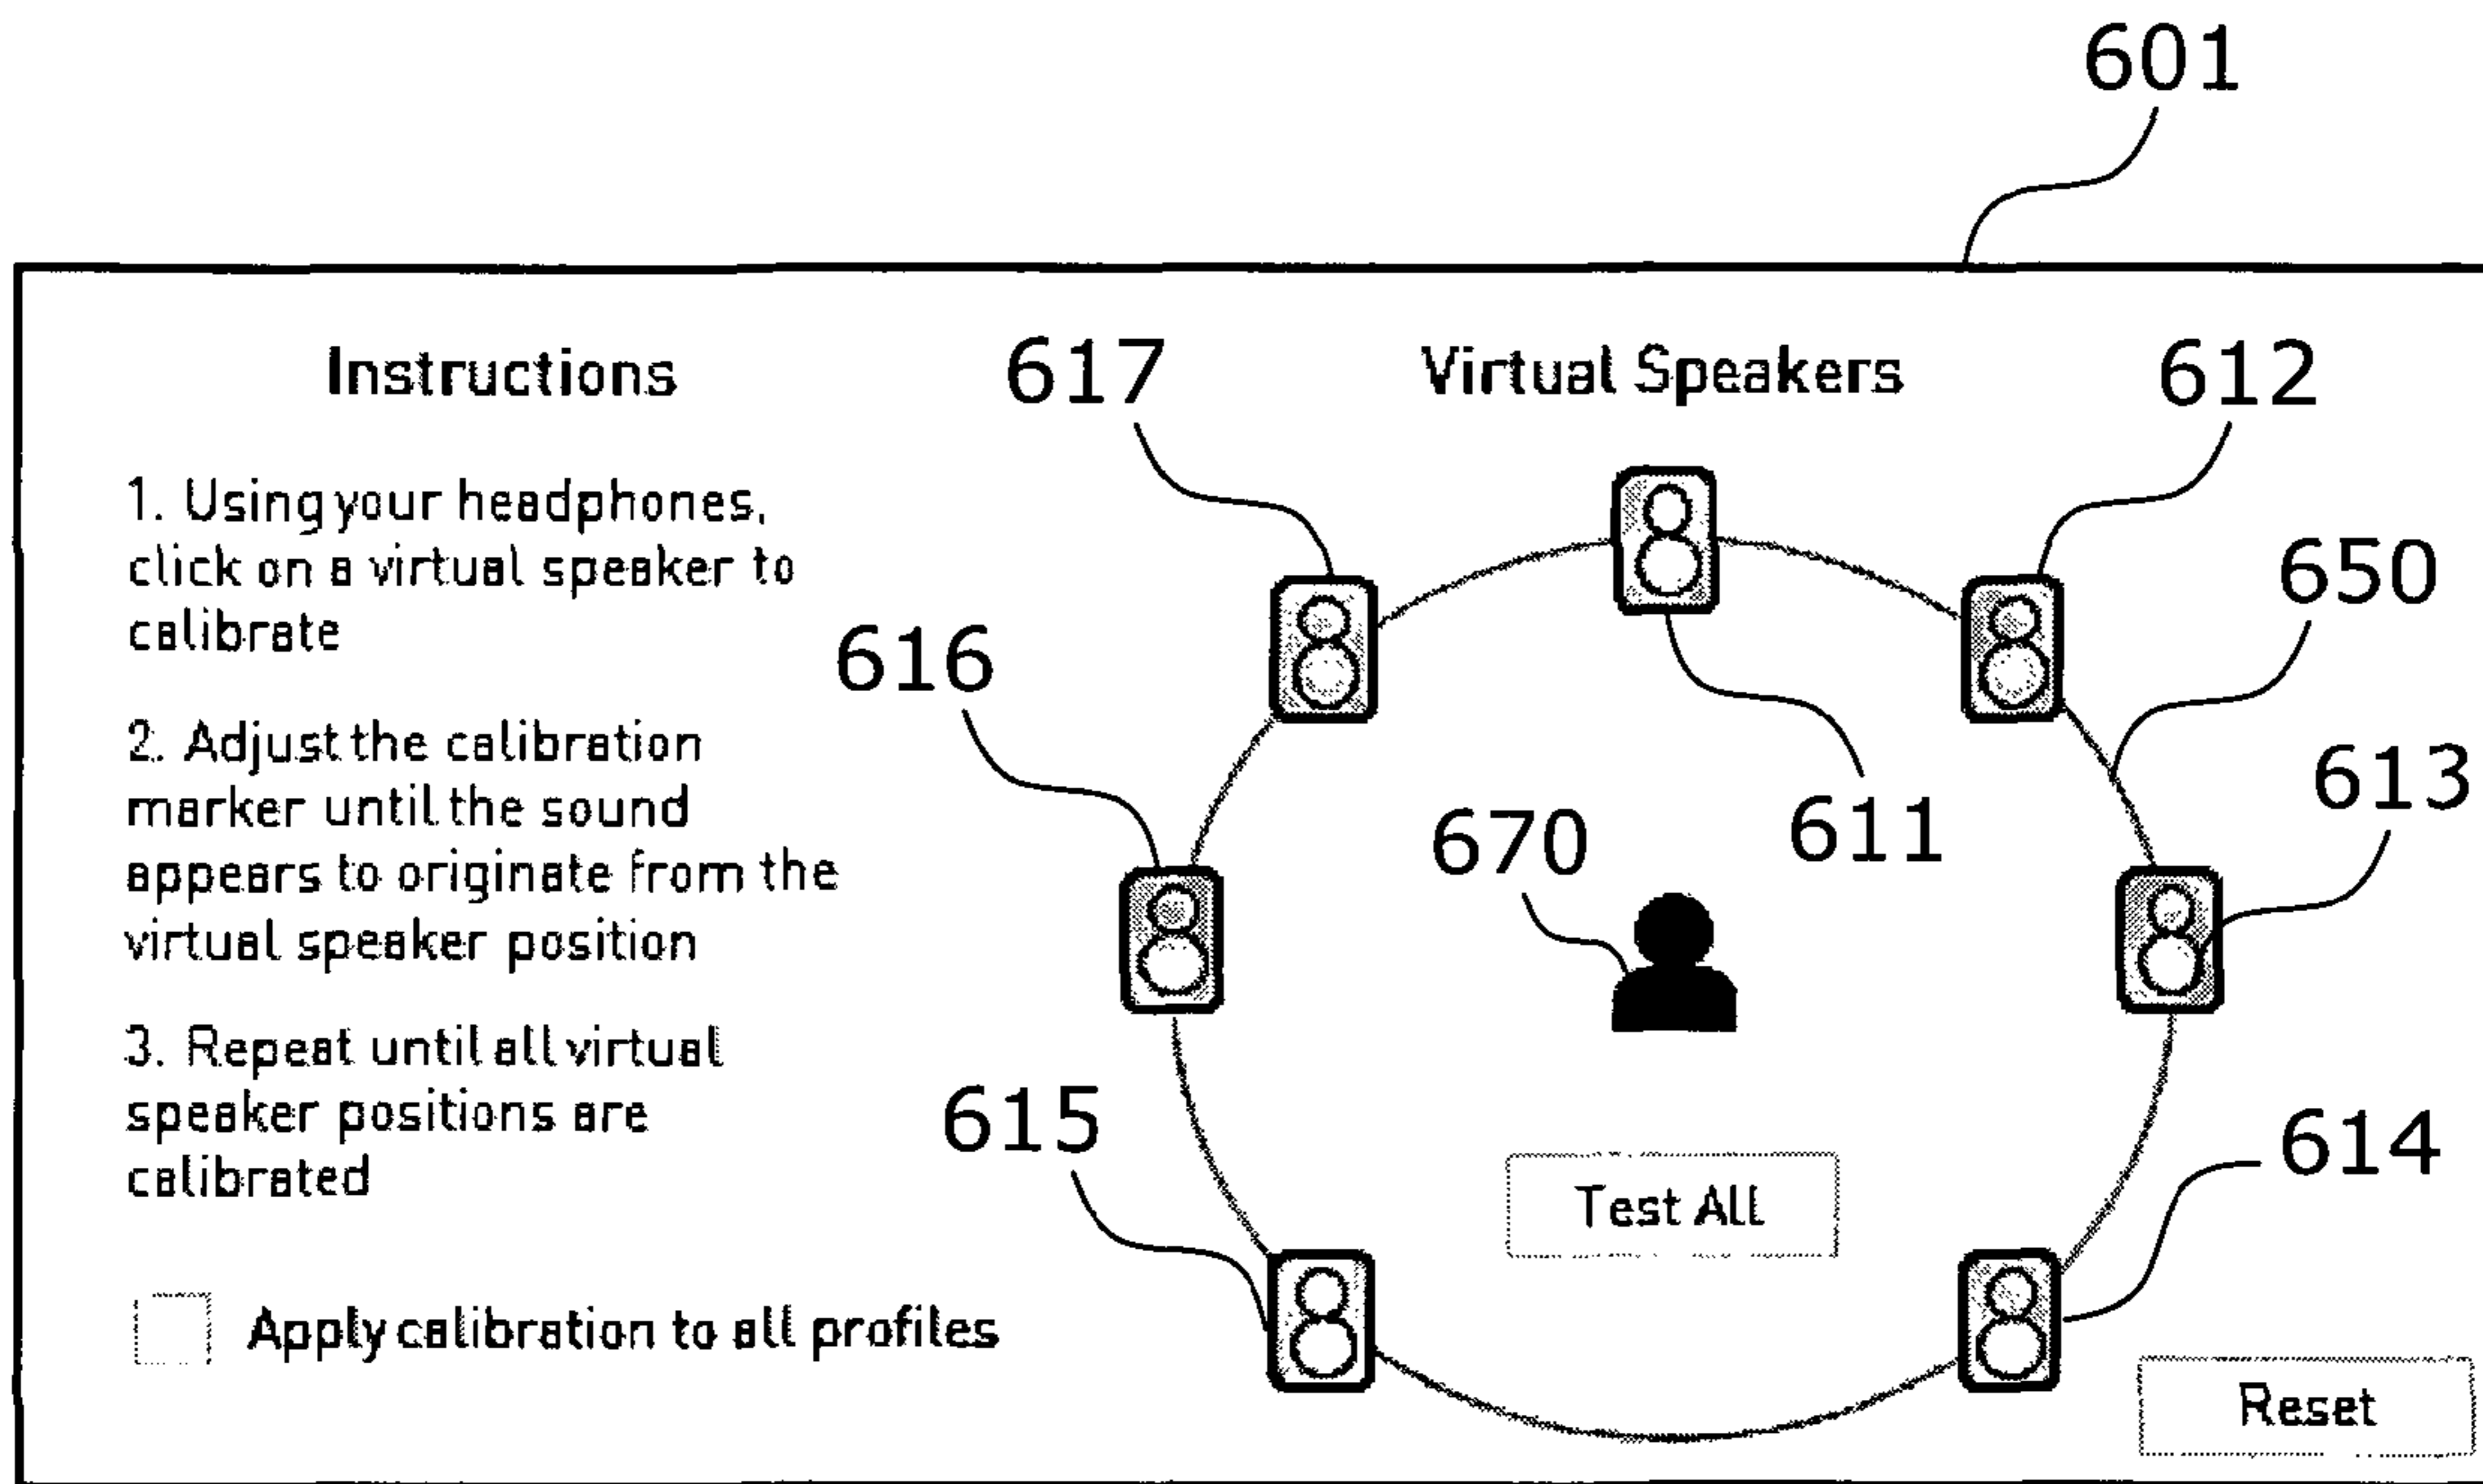 601
Instructions
1. Using your headphones,
click on a virtual speaker to
calibrate
2. Adjust the calibration
marker until the sound
appears to originate from the
virtual speaker position
3. Repeat until all virtual
speaker positions are
calibrated
Apply calibration to all profiles
Virtual Speakers
617
612
650
616
613
611
670
615
614
Test All
Reset